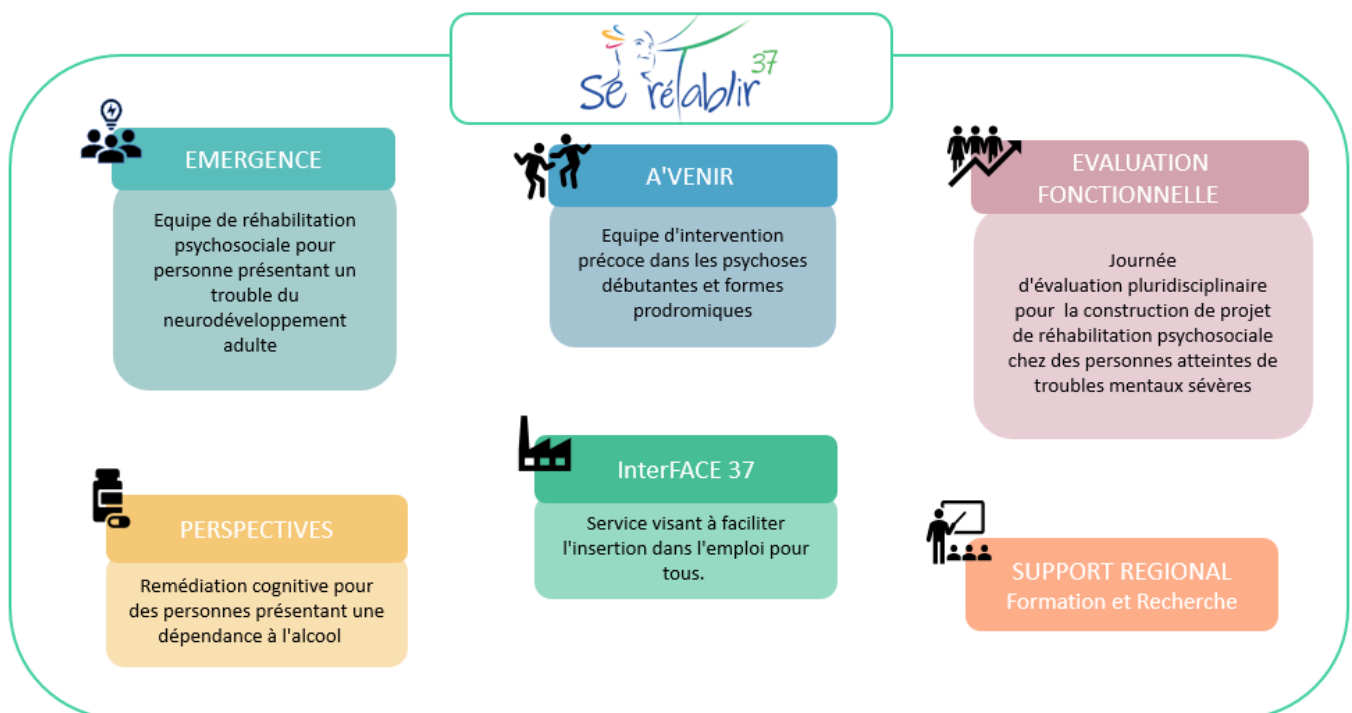 Se rétablir 37
EMERGENCE
Equipe de réhabilitation
psychosociale pour
personne présentant un
trouble du
neurodéveloppement
adulte
A'VENIR
Equipe d'intervention
précoce dans les psychoses
débutantes et formes
prodromiques
EVALUATION
FONCTIONNELLE
Journée
d'évaluation pluridisciplinaire
pour la construction de projet
de réhabilitation psychosociale
chez des personnes atteintes de
troubles mentaux sévères
PERSPECTIVES
Remédiation cognitive pour
des personnes présentant une
dépendance à l'alcool
InterFACE 37
Service visant à faciliter
l'insertion dans l'emploi pour
tous.
SUPPORT REGIONAL
Formation et Recherche